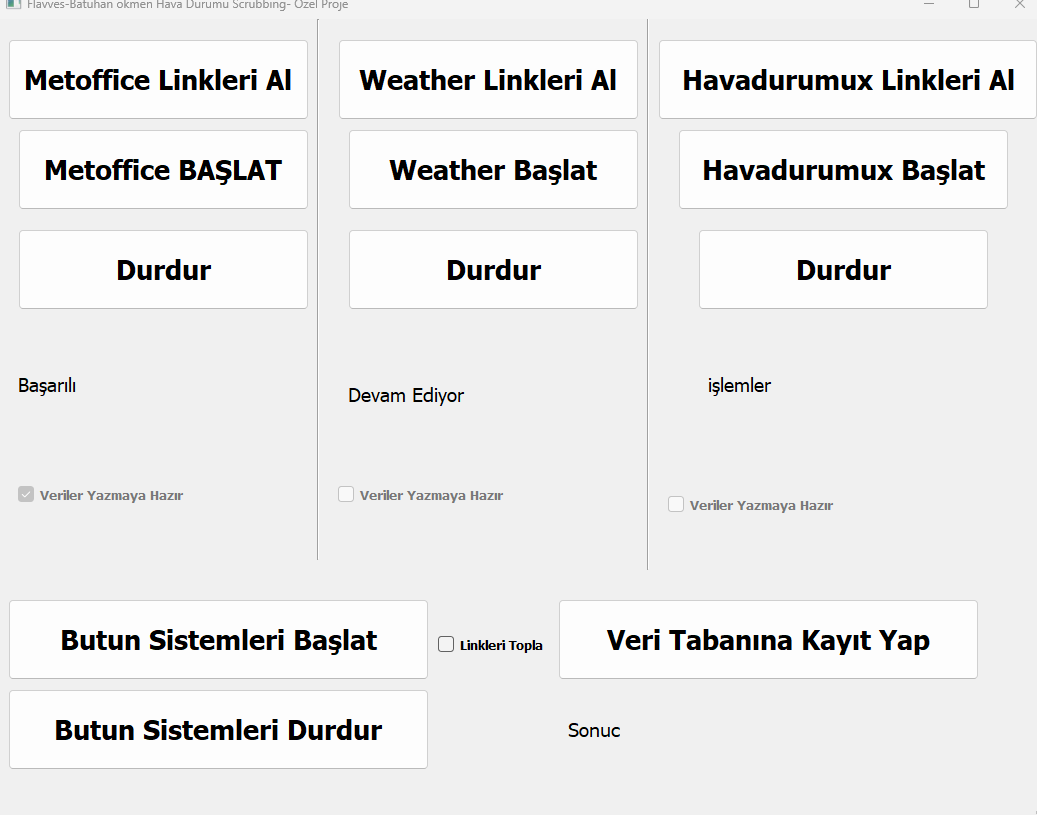 Flavves-Batuhan ökmen Hava Durumu Scrubbing- Özel Proje
Metoffice Linkleri Al
Weather Linkleri Al
Havadurumux Linkleri Al
Metoffice BAŞLAT
Weather Başlat
Havadurumux Başlat
Durdur
Durdur
Durdur
Başarılı
Devam Ediyor
işlemler
Veriler Yazmaya Hazır
Veriler Yazmaya Hazır
Veriler Yazmaya Hazır
Butun Sistemleri Başlat
Linkleri Topla
Veri Tabanına Kayıt Yap
Butun Sistemleri Durdur
Sonuc